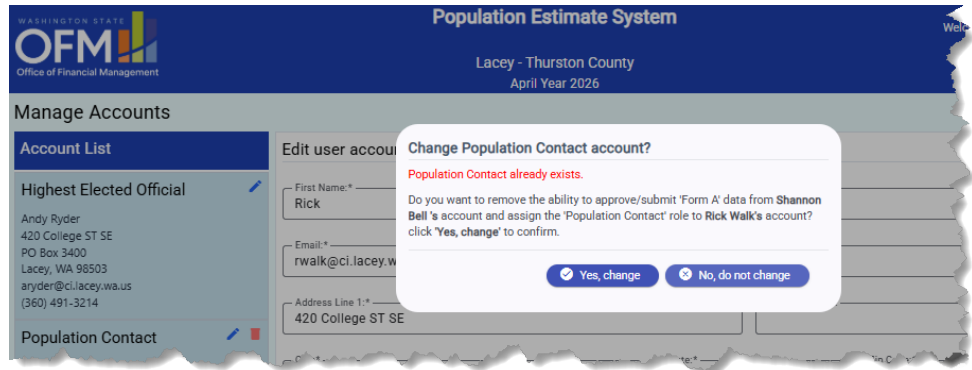 WASHINGTON STATE
OFM
Office of Financial Management
Population Estimate System
Lacey - Thurston County
April Year 2026
Manage Accounts
Account List
Highest Elected Official
Andy Ryder
420 College ST SE
PO Box 3400
Lacey, WA 98503
aryder@ci.lacey.wa.us
(360) 491-3214
Population Contact
Edit user accou
First Name:*
Rick
Email:*
rwalk@ci.lacey.w
Address Line 1:*
420 College ST SE
Change Population Contact account?
Population Contact already exists.
Do you want to remove the ability to approve/submit 'Form A' data from Shannon
Bell 's account and assign the 'Population Contact' role to Rick Walk's account?
click 'Yes, change' to confirm.
Yes, change
No, do not change